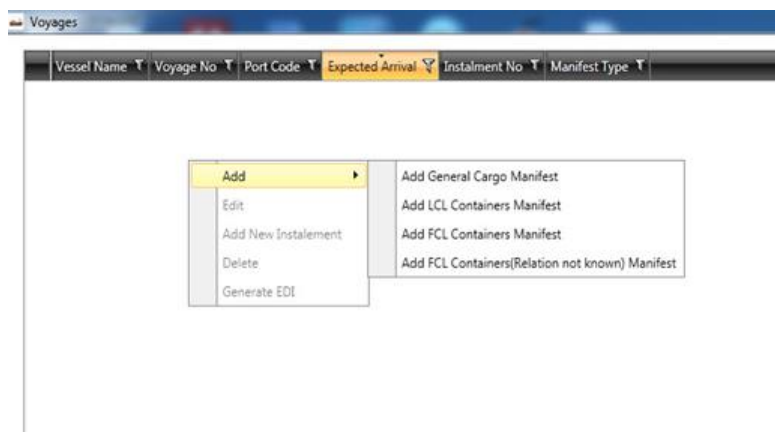 Voyages
Vessel Name Voyage No Port Code Expected Arrival Instalment No Manifest Type
Add
Edit
Add New Instalement
Delete
Generate EDI
Add General Cargo Manifest
Add LCL Containers Manifest
Add FCL Containers Manifest
Add FCL Containers(Relation not known) Manifest